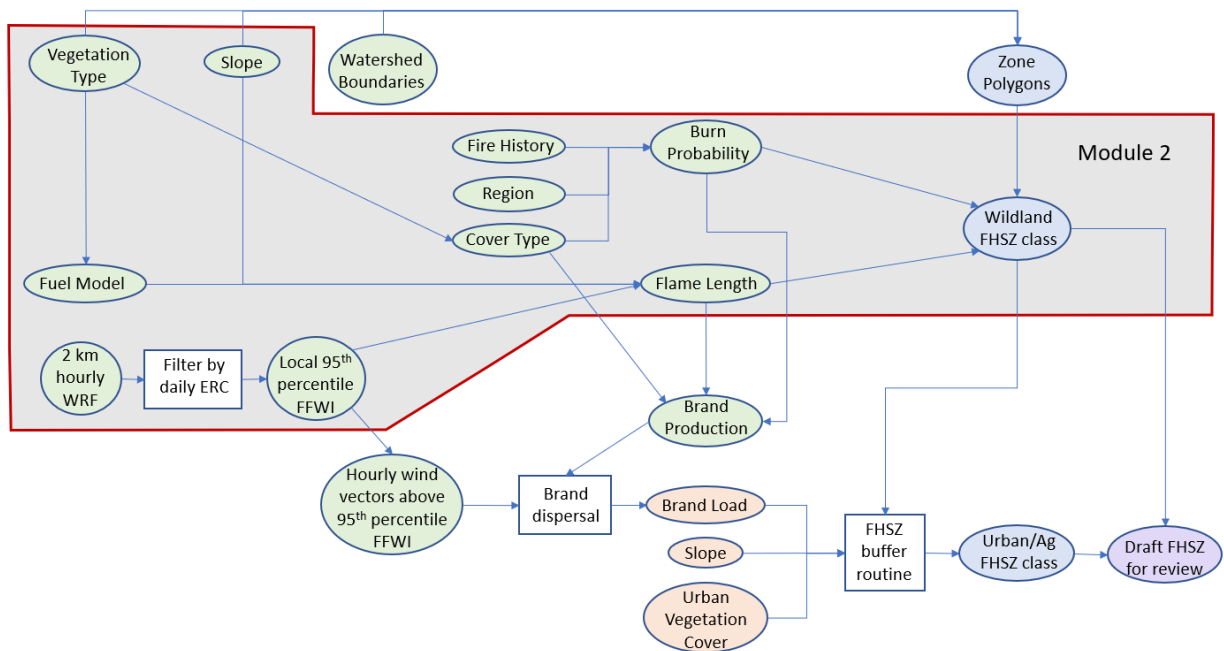 Vegetation
Type
Slope
Watershed
Boundaries
Zone
Polygons
Fire History
Burn
Probability
Module 2
Region
Cover Type
Wildland
FHSZ class
Fuel Model
Flame Length
2 km
hourly
WRF
Filter by
daily ERC
Local 95th
percentile
FFWI
Brand
Production
Hourly wind
vectors above
95th percentile
FFWI
Brand
dispersal
Brand Load
Slope
Urban
Vegetation
Cover
FHSZ
buffer
routine
Urban/Ag
FHSZ class
Draft FHSZ
for review